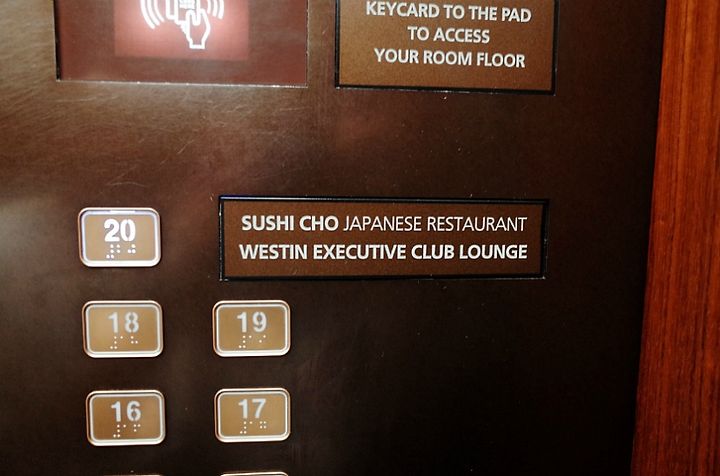 KEYCARD TO THE PAD
TO ACCESS
YOUR ROOM FLOOR
20
SUSHI CHO JAPANESE RESTAURANT
WESTIN EXECUTIVE CLUB LOUNGE
18
19
16
17